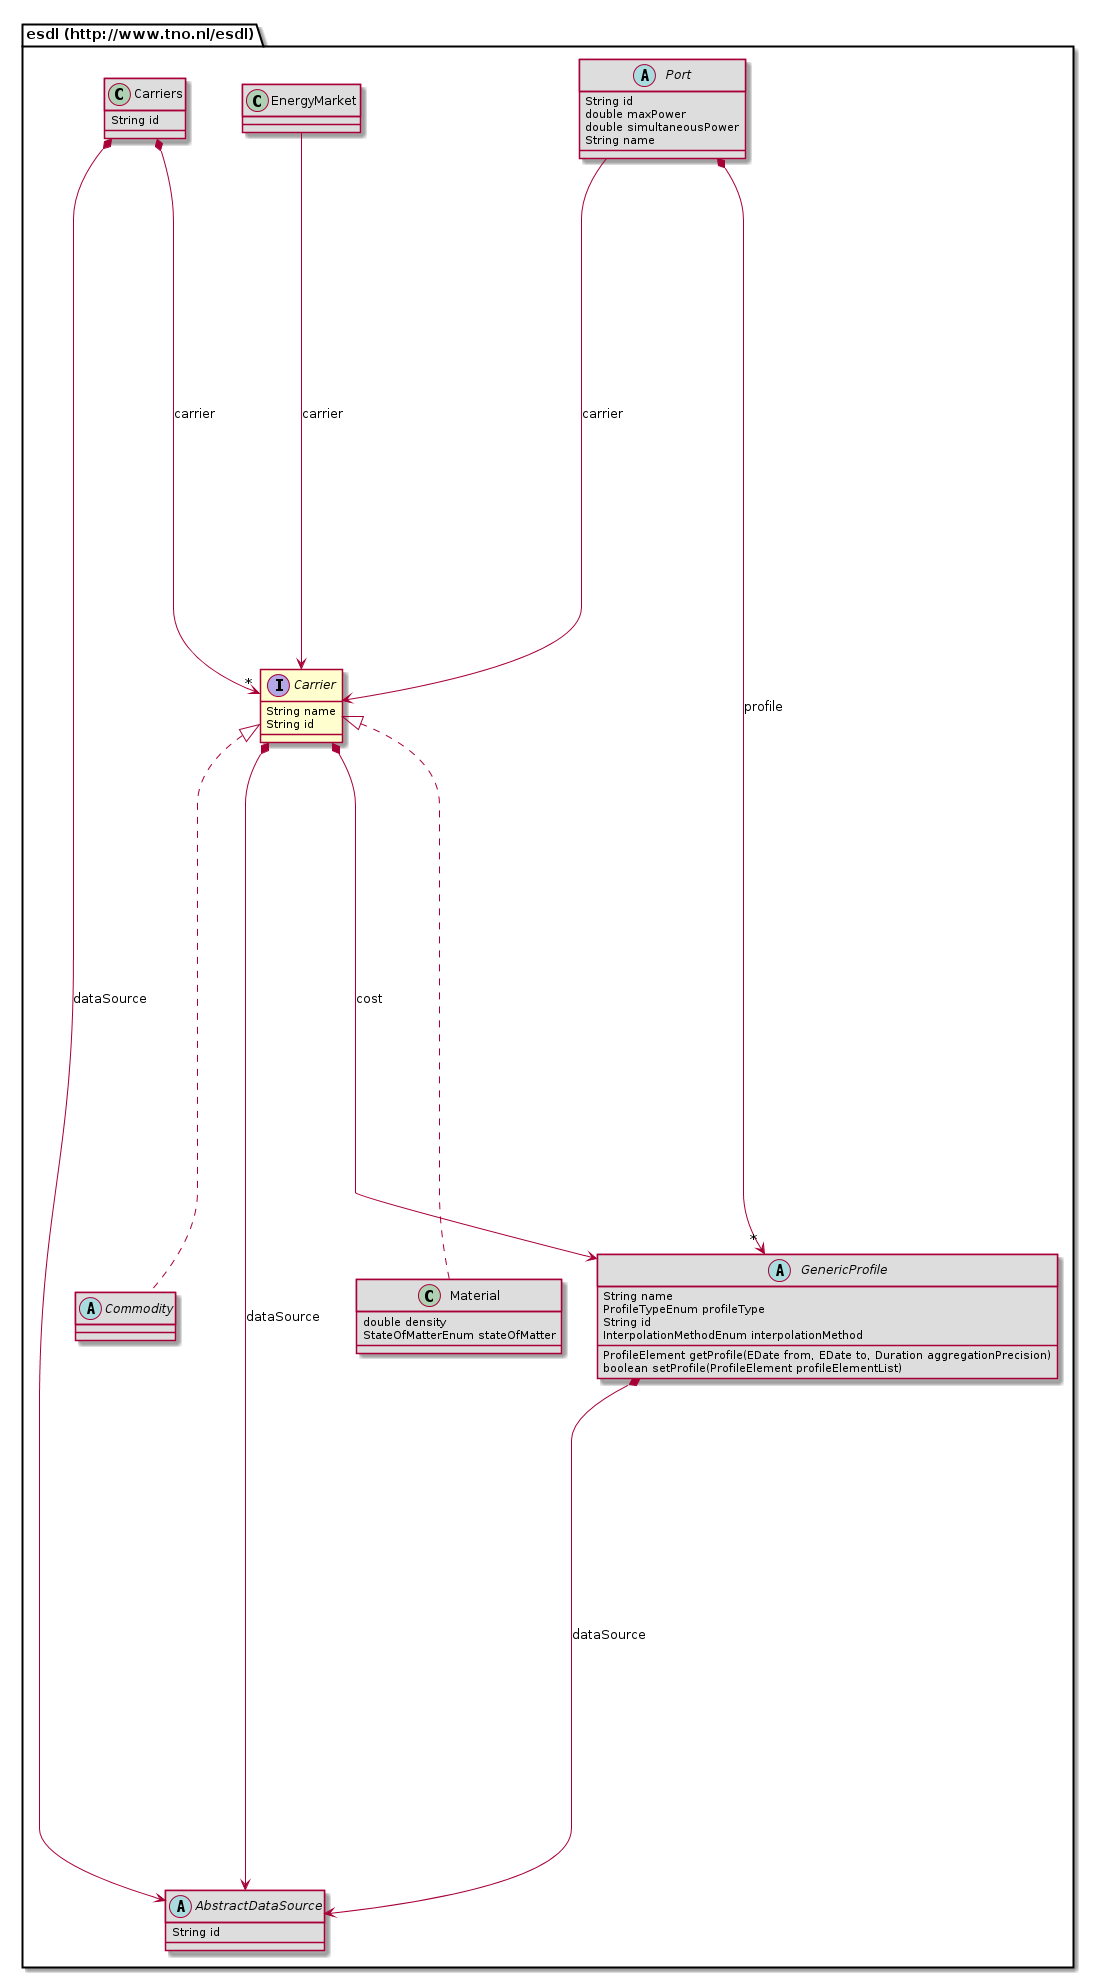 esdl (http://www.tno.nl/esdl)
C Carriers
String id
C EnergyMarket
A Port
String id
double maxPower
double simultaneousPower
String name
carrier
carrier
carrier
*
I Carrier
String name
String id
profile
dataSource
cost
*
A GenericProfile
String name
ProfileTypeEnum profileType
String id
InterpolationMethodEnum interpolationMethod
ProfileElement getProfile(EDate from, EDate to, Duration aggregationPrecision)
boolean setProfile(ProfileElement profileElementList)
A Commodity
C Material
double density
StateOfMatterEnum stateOfMatter
dataSource
dataSource
A AbstractDataSource
String id